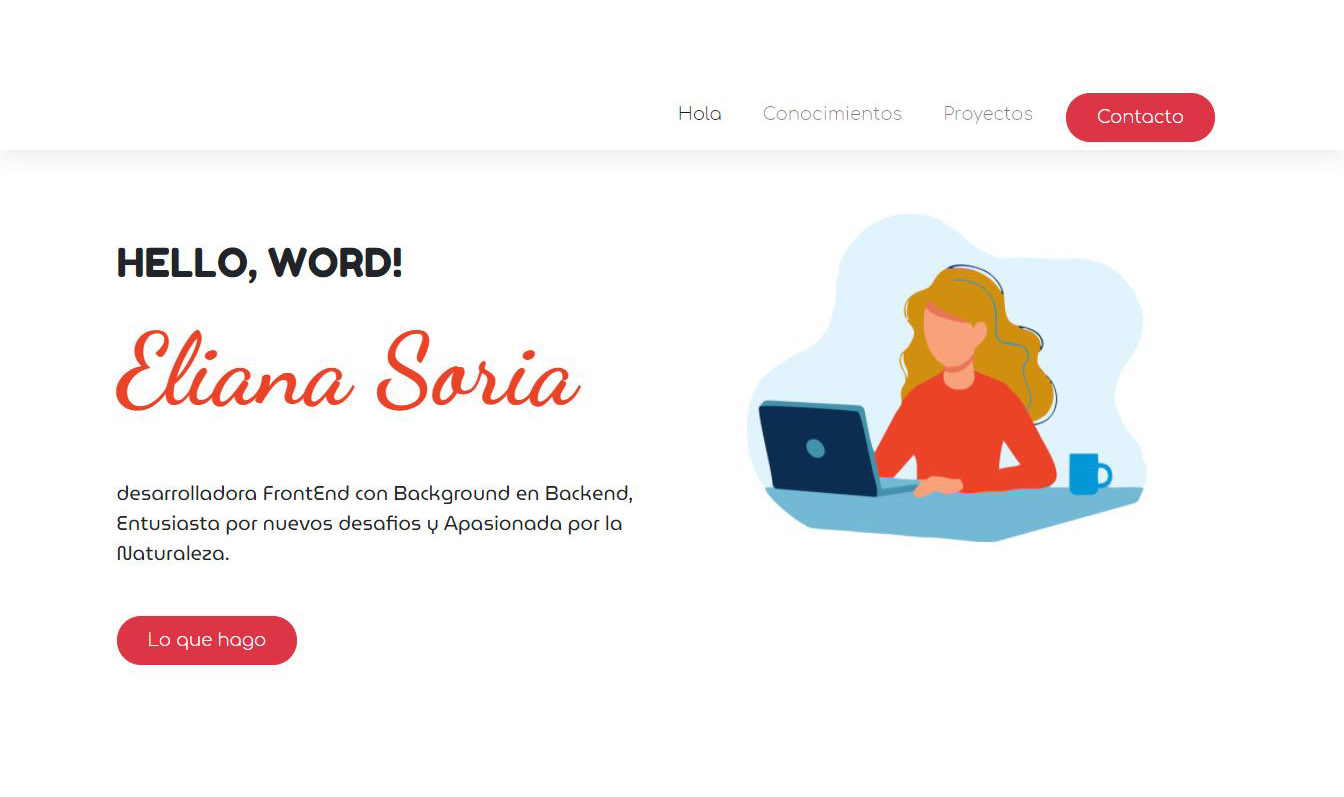 Hola Conocimientos Proyectos Contacto
HELLO, WORD!
Eliana Soria
desarrolladora FrontEnd con Background en Backend,
Entusiasta por nuevos desafios y Apasionada por la
Naturaleza.
Lo que hago